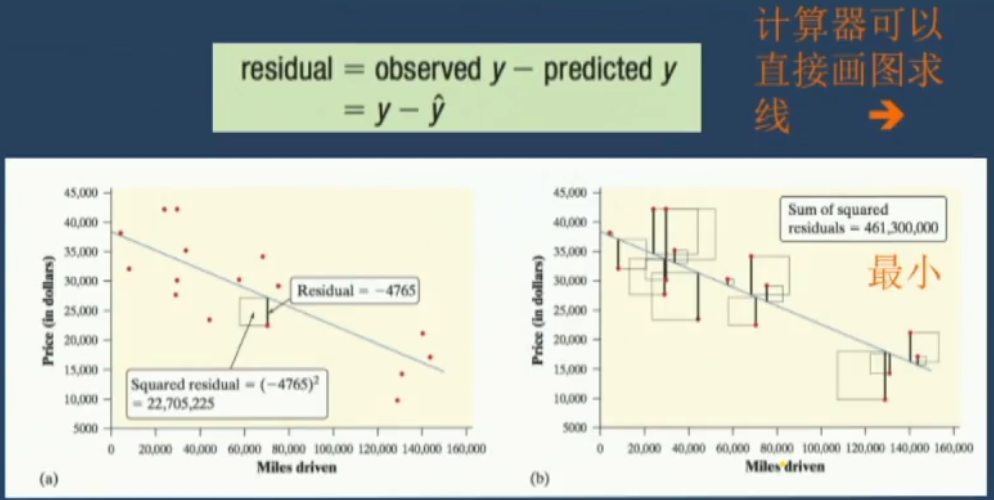 计算器可以
直接画图求
线 ➔
residual = observed y − predicted y
= y − ŷ
45,000
40,000
35,000
30,000
25,000
20,000
15,000
10,000
5000
Price (in dollars)
Residual = −4765
Squared residual = (−4765)²
= 22,705,225
0 20,000 40,000 60,000 80,000 100,000 120,000 140,000 160,000
Miles driven
(a)
45,000
40,000
35,000
30,000
25,000
20,000
15,000
10,000
5000
Price (in dollars)
Sum of squared
residuals = 461,300,000
最小
0 20,000 40,000 60,000 80,000 100,000 120,000 140,000 160,000
Miles driven
(b)